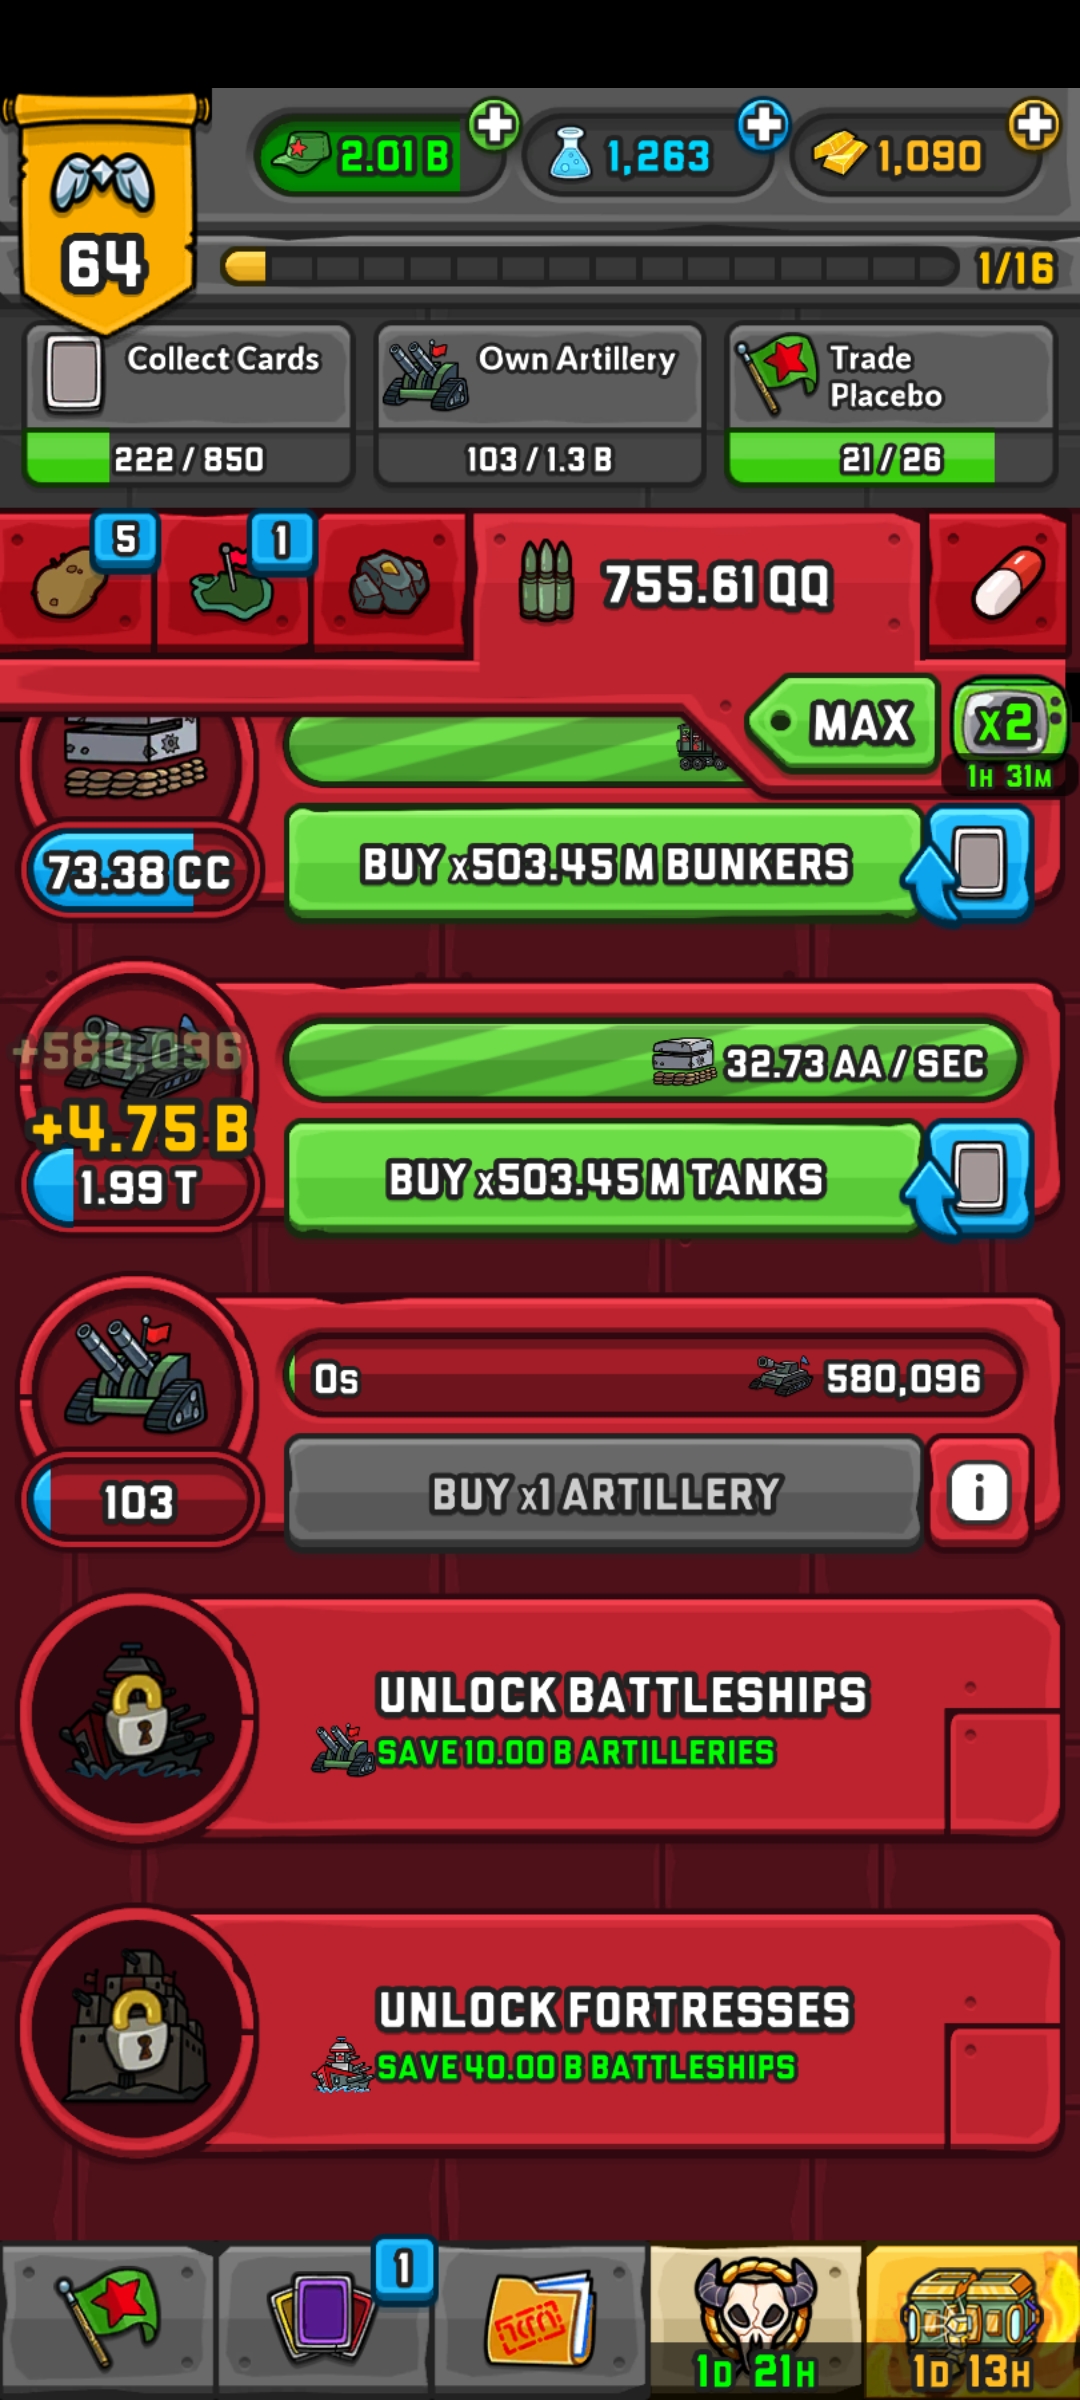 2.01 B
1,263
1,090
64
1/16
Collect Cards
222 / 850
Own Artillery
103 / 1.3 B
Trade
Placebo
21 / 26
5
1
755.61 QQ
MAX
x2
1H 31M
73.38 CC
BUY x503.45 M BUNKERS
+580,096
+4.75 B
1.99 T
32.73 AA / SEC
BUY x503.45 M TANKS
0s
580,096
103
BUY x1 ARTILLERY
i
UNLOCK BATTLESHIPS
SAVE 10.00 B ARTILLERIES
UNLOCK FORTRESSES
SAVE 40.00 B BATTLESHIPS
1
1D 21H
1D 13H